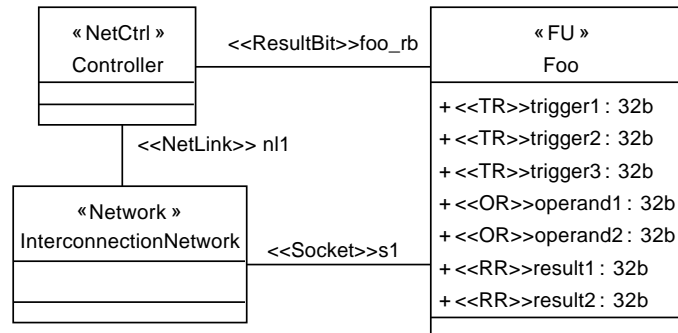 «NetCtrl»
Controller
<<ResultBit>>foo_rb
«FU»
Foo
+<<TR>>trigger1: 32b
+<<TR>>trigger2: 32b
+<<TR>>trigger3: 32b
+<<OR>>operand1: 32b
+<<OR>>operand2: 32b
+<<RR>>result1: 32b
+<<RR>>result2: 32b
<<NetLink>> nl1
«Network»
InterconnectionNetwork
<<Socket>>s1